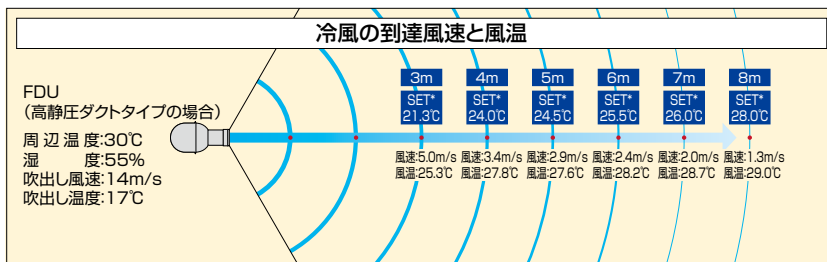 冷風の到達風速と風温
FDU
(高静圧ダクトタイプの場合)
周辺温度:30℃
湿　　度:55%
吹出し風速:14m/s
吹出し温度:17℃
3m 4m 5m 6m 7m 8m
SET* SET* SET* SET* SET* SET*
21.3℃ 24.0℃ 24.5℃ 25.5℃ 26.0℃ 28.0℃
風速:5.0m/s 風速:3.4m/s 風速:2.9m/s 風速:2.4m/s 風速:2.0m/s 風速:1.3m/s
風温:25.3℃ 風温:27.8℃ 風温:27.6℃ 風温:28.2℃ 風温:28.7℃ 風温:29.0℃